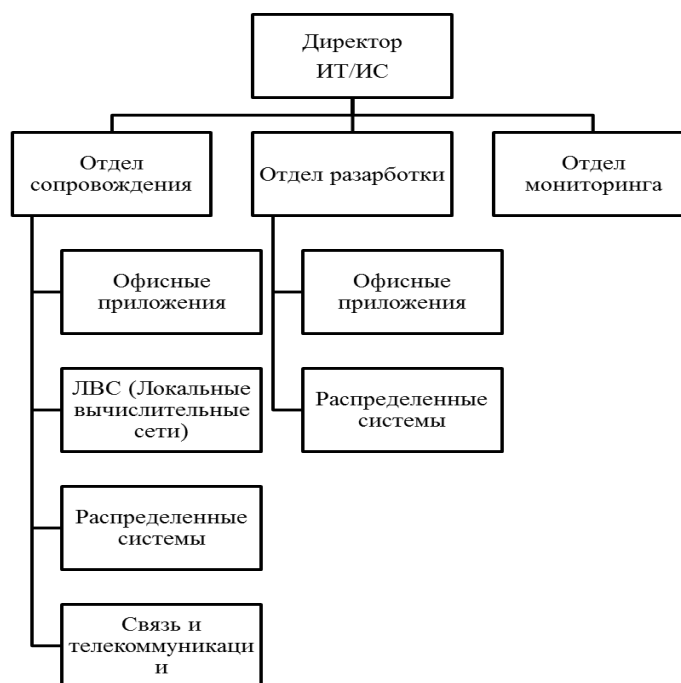 Директор
ИТ/ИС
Отдел
сопровождения
Отдел разарботки
Отдел
мониторинга
Офисные
приложения
Офисные
приложения
ЛВС (Локальные
вычислительные
сети)
Распределенные
системы
Распределенные
системы
Связь и
телекоммуникаци
и